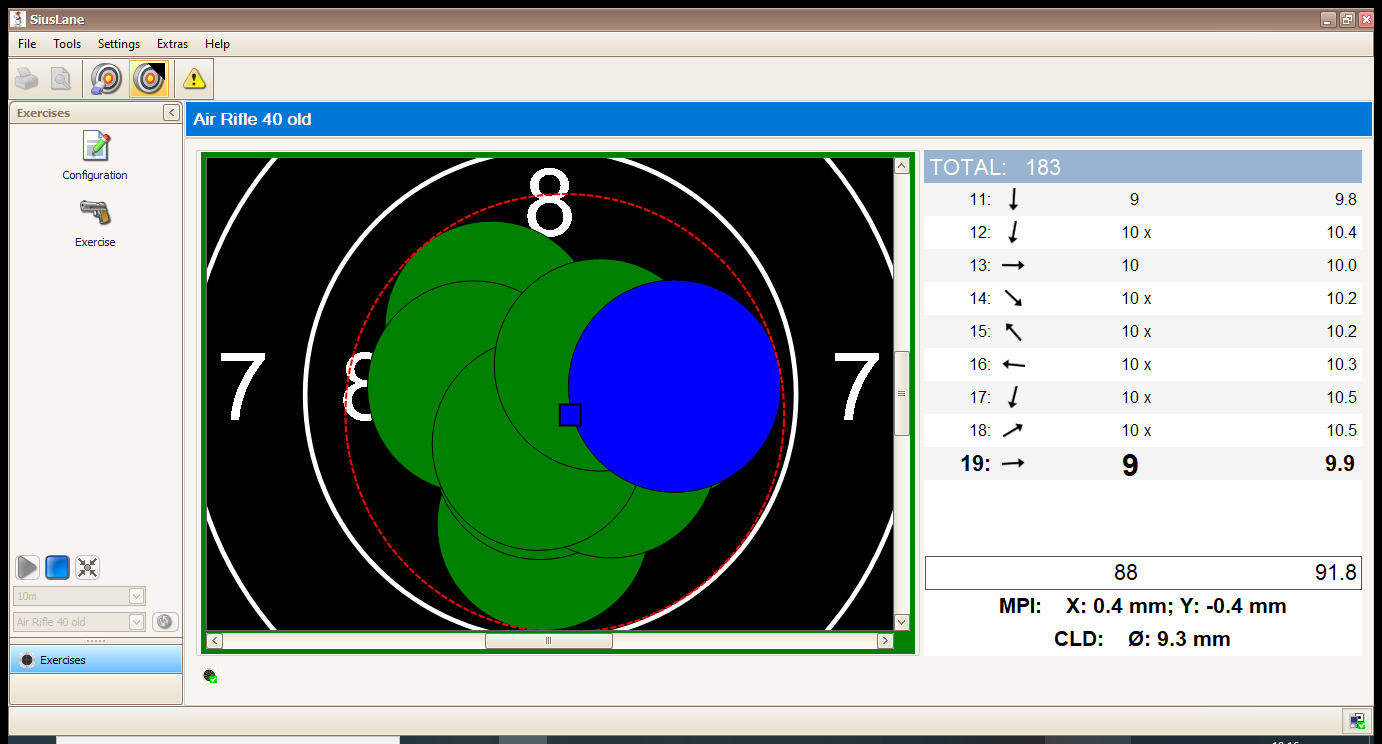 SiusLane
File Tools Settings Extras Help
Exercises
Configuration
Exercise
10m
Air Rifle 40 old
Exercises
Air Rifle 40 old
8
7 8 7
TOTAL: 183
11: 9 9.8
12: 10 x 10.4
13: 10 10.0
14: 10 x 10.2
15: 10 x 10.2
16: 10 x 10.3
17: 10 x 10.5
18: 10 x 10.5
19: 9 9.9
88 91.8
MPI: X: 0.4 mm; Y: -0.4 mm
CLD: Ø: 9.3 mm